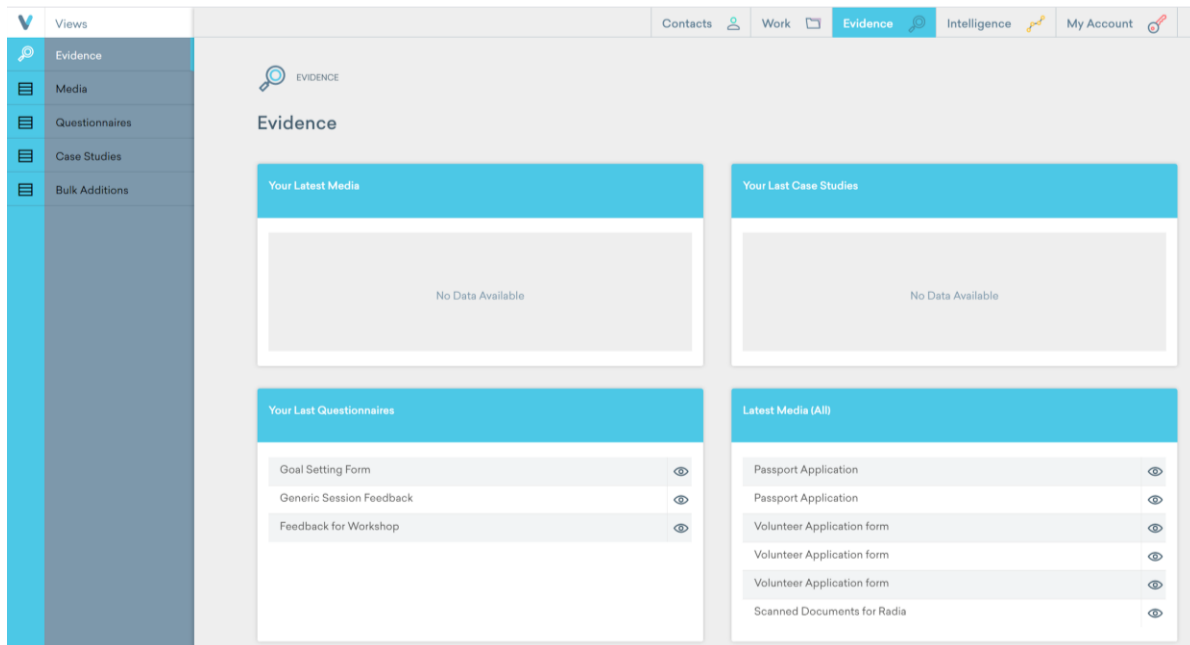 Views
Contacts
Work
Evidence
Intelligence
My Account
Evidence
Media
Questionnaires
Case Studies
Bulk Additions
EVIDENCE
Evidence
Your Latest Media
No Data Available
Your Last Case Studies
No Data Available
Your Last Questionnaires
Goal Setting Form
Generic Session Feedback
Feedback for Workshop
Latest Media (All)
Passport Application
Passport Application
Volunteer Application form
Volunteer Application form
Volunteer Application form
Scanned Documents for Radia